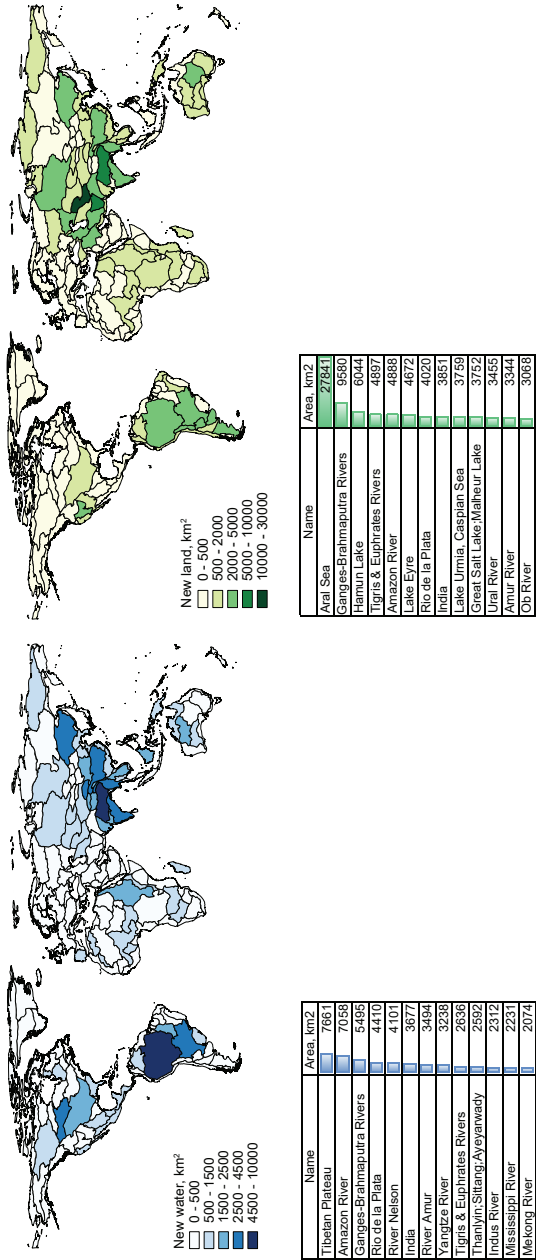 New water, km²
0 - 500
500 - 1500
1500 - 2500
2500 - 4500
4500 - 10000
Name Area, km2
Tibetan Plateau 7661
Amazon River 7058
Ganges-Brahmaputra Rivers 5495
Rio de la Plata 4410
River Nelson 4101
India 3677
River Amur 3494
Yangtze River 3238
Tigris & Euphrates Rivers 2636
Thanlyin;Sittang;Ayeyarwady 2592
Indus River 2312
Mississippi River 2231
Mekong River 2074
New land, km²
0 - 500
500 - 2000
2000 - 5000
5000 - 10000
10000 - 30000
Name Area, km2
Aral Sea 27841
Ganges-Brahmaputra Rivers 9580
Hamun Lake 6044
Tigris & Euphrates Rivers 4897
Amazon River 4888
Lake Eyre 4672
Rio de la Plata 4020
India 3851
Lake Urmia, Caspian Sea 3759
Great Salt Lake;Malheur Lake 3752
Ural River 3455
Amur River 3344
Ob River 3068